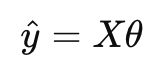 ŷ = Xθ